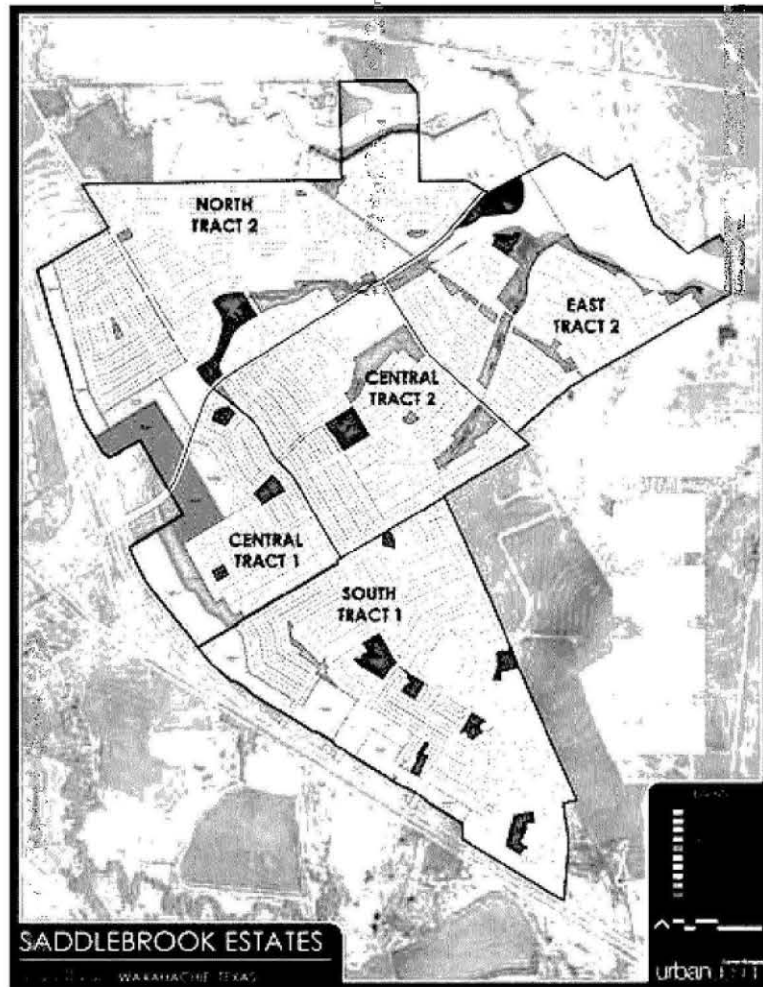 NORTH
TRACT 2
EAST
TRACT 2
CENTRAL
TRACT 2
CENTRAL
TRACT 1
SOUTH
TRACT 1
SADDLEBROOK ESTATES
WAXAHACHIE TEXAS
urban